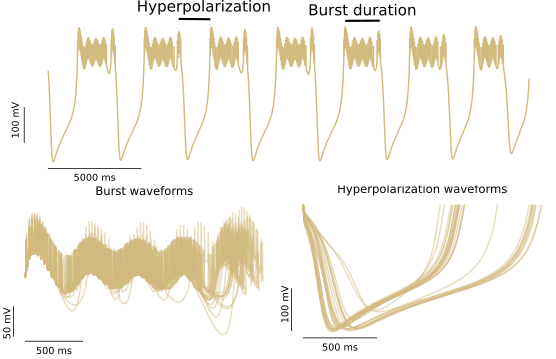 Hyperpolarization
Burst duration
100 mV
5000 ms
Burst waveforms
Hyperpolarization waveforms
50 mV
500 ms
100 mV
500 ms